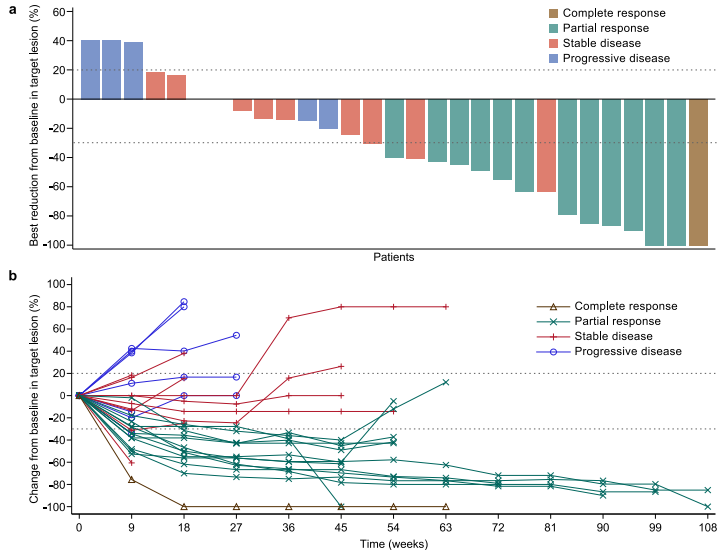 a
Best reduction from baseline in target lesion (%)
60
40
20
0
-20
-40
-60
-80
-100
Complete response
Partial response
Stable disease
Progressive disease
Patients
b
Change from baseline in target lesion (%)
100
80
60
40
20
0
-20
-40
-60
-80
-100
Complete response
Partial response
Stable disease
Progressive disease
0 9 18 27 36 45 54 63 72 81 90 99 108
Time (weeks)